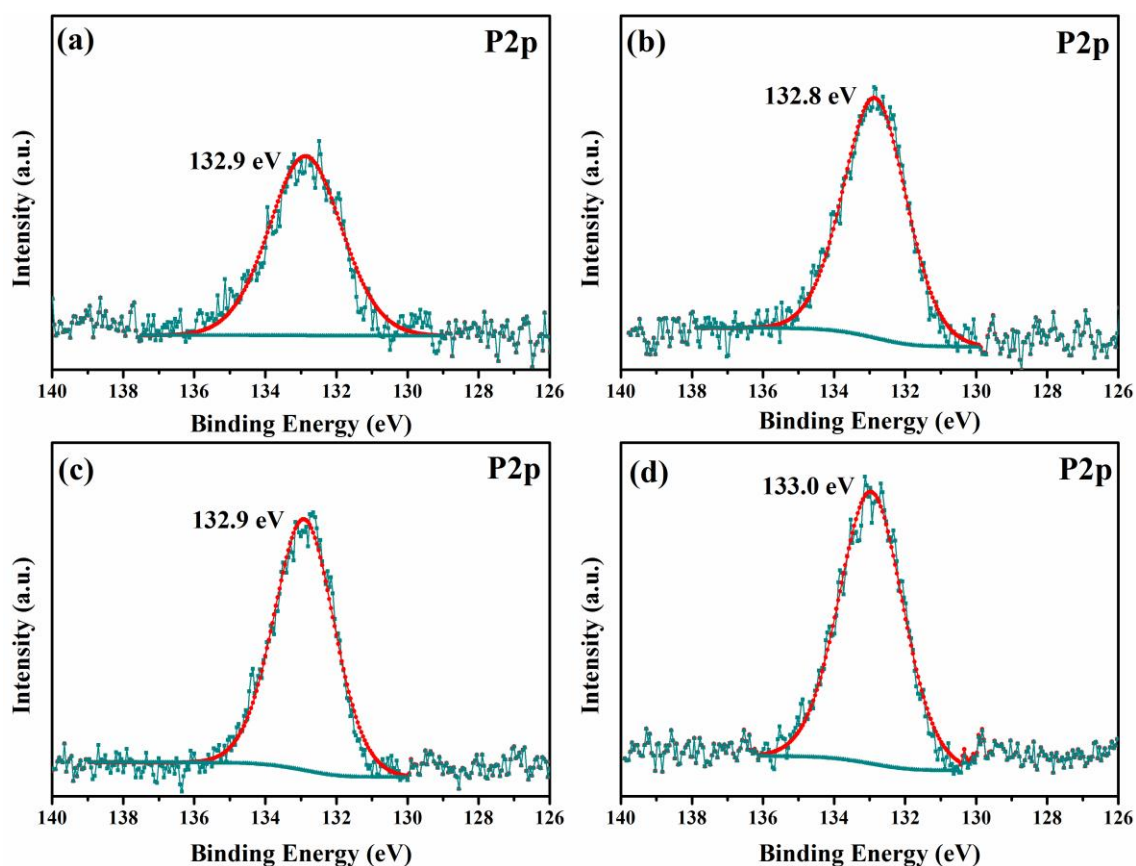 (a)
P2p
132.9 eV
Intensity (a.u.)
140 138 136 134 132 130 128 126
Binding Energy (eV)
(b)
P2p
132.8 eV
Intensity (a.u.)
140 138 136 134 132 130 128 126
Binding Energy (eV)
(c)
P2p
132.9 eV
Intensity (a.u.)
140 138 136 134 132 130 128 126
Binding Energy (eV)
(d)
P2p
133.0 eV
Intensity (a.u.)
140 138 136 134 132 130 128 126
Binding Energy (eV)